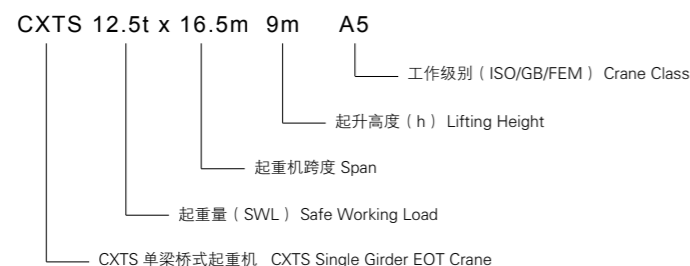 CXTS 12.5t x 16.5m 9m A5
工作级别（ISO/GB/FEM） Crane Class
起升高度（h） Lifting Height
起重机跨度 Span
起重量（SWL） Safe Working Load
CXTS 单梁桥式起重机 CXTS Single Girder EOT Crane